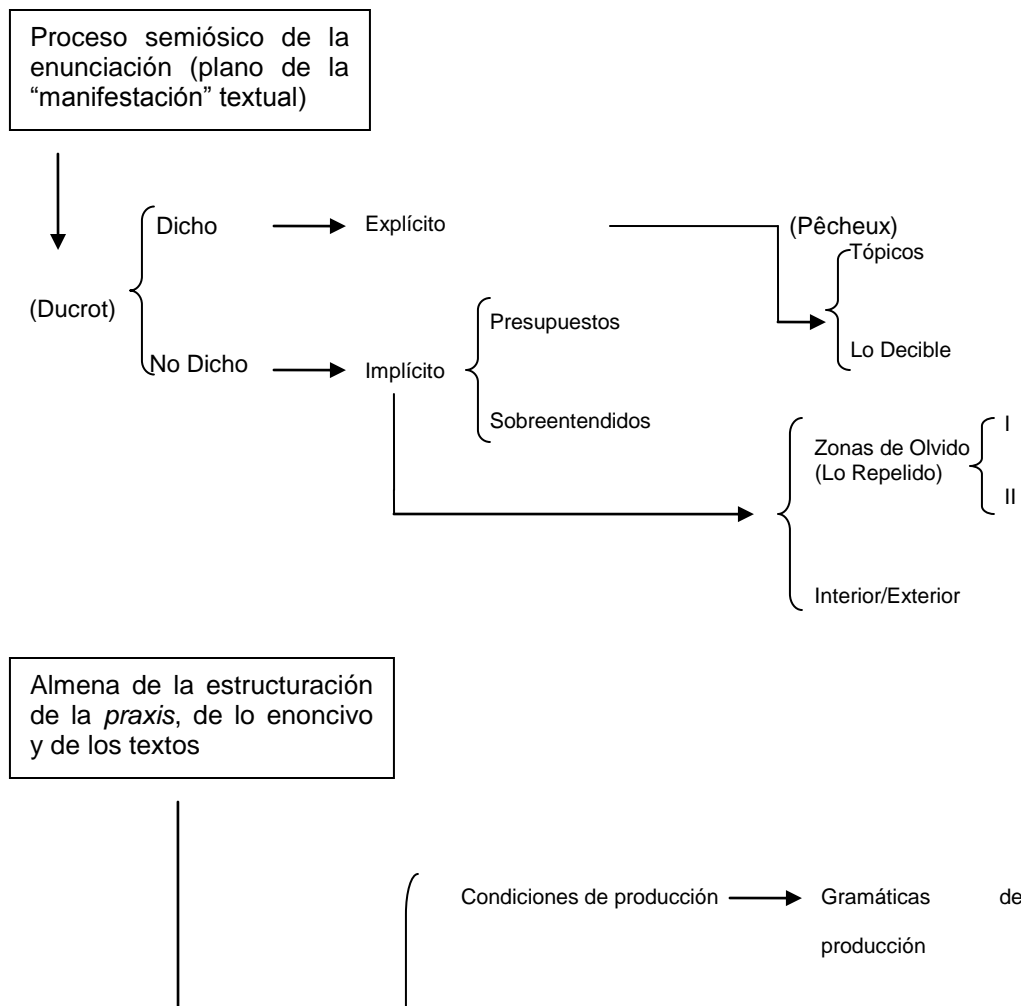 Proceso semiósico de la
enunciación (plano de la
“manifestación” textual)
Dicho
Explícito
(Pêcheux)
Tópicos
(Ducrot)
Presupuestos
Lo Decible
No Dicho
Implícito
Sobreentendidos
I
Zonas de Olvido
(Lo Repelido)
II
Interior/Exterior
Almena de la estructuración
de la praxis, de lo enoncivo
y de los textos
Condiciones de producción
Gramáticas de
producción